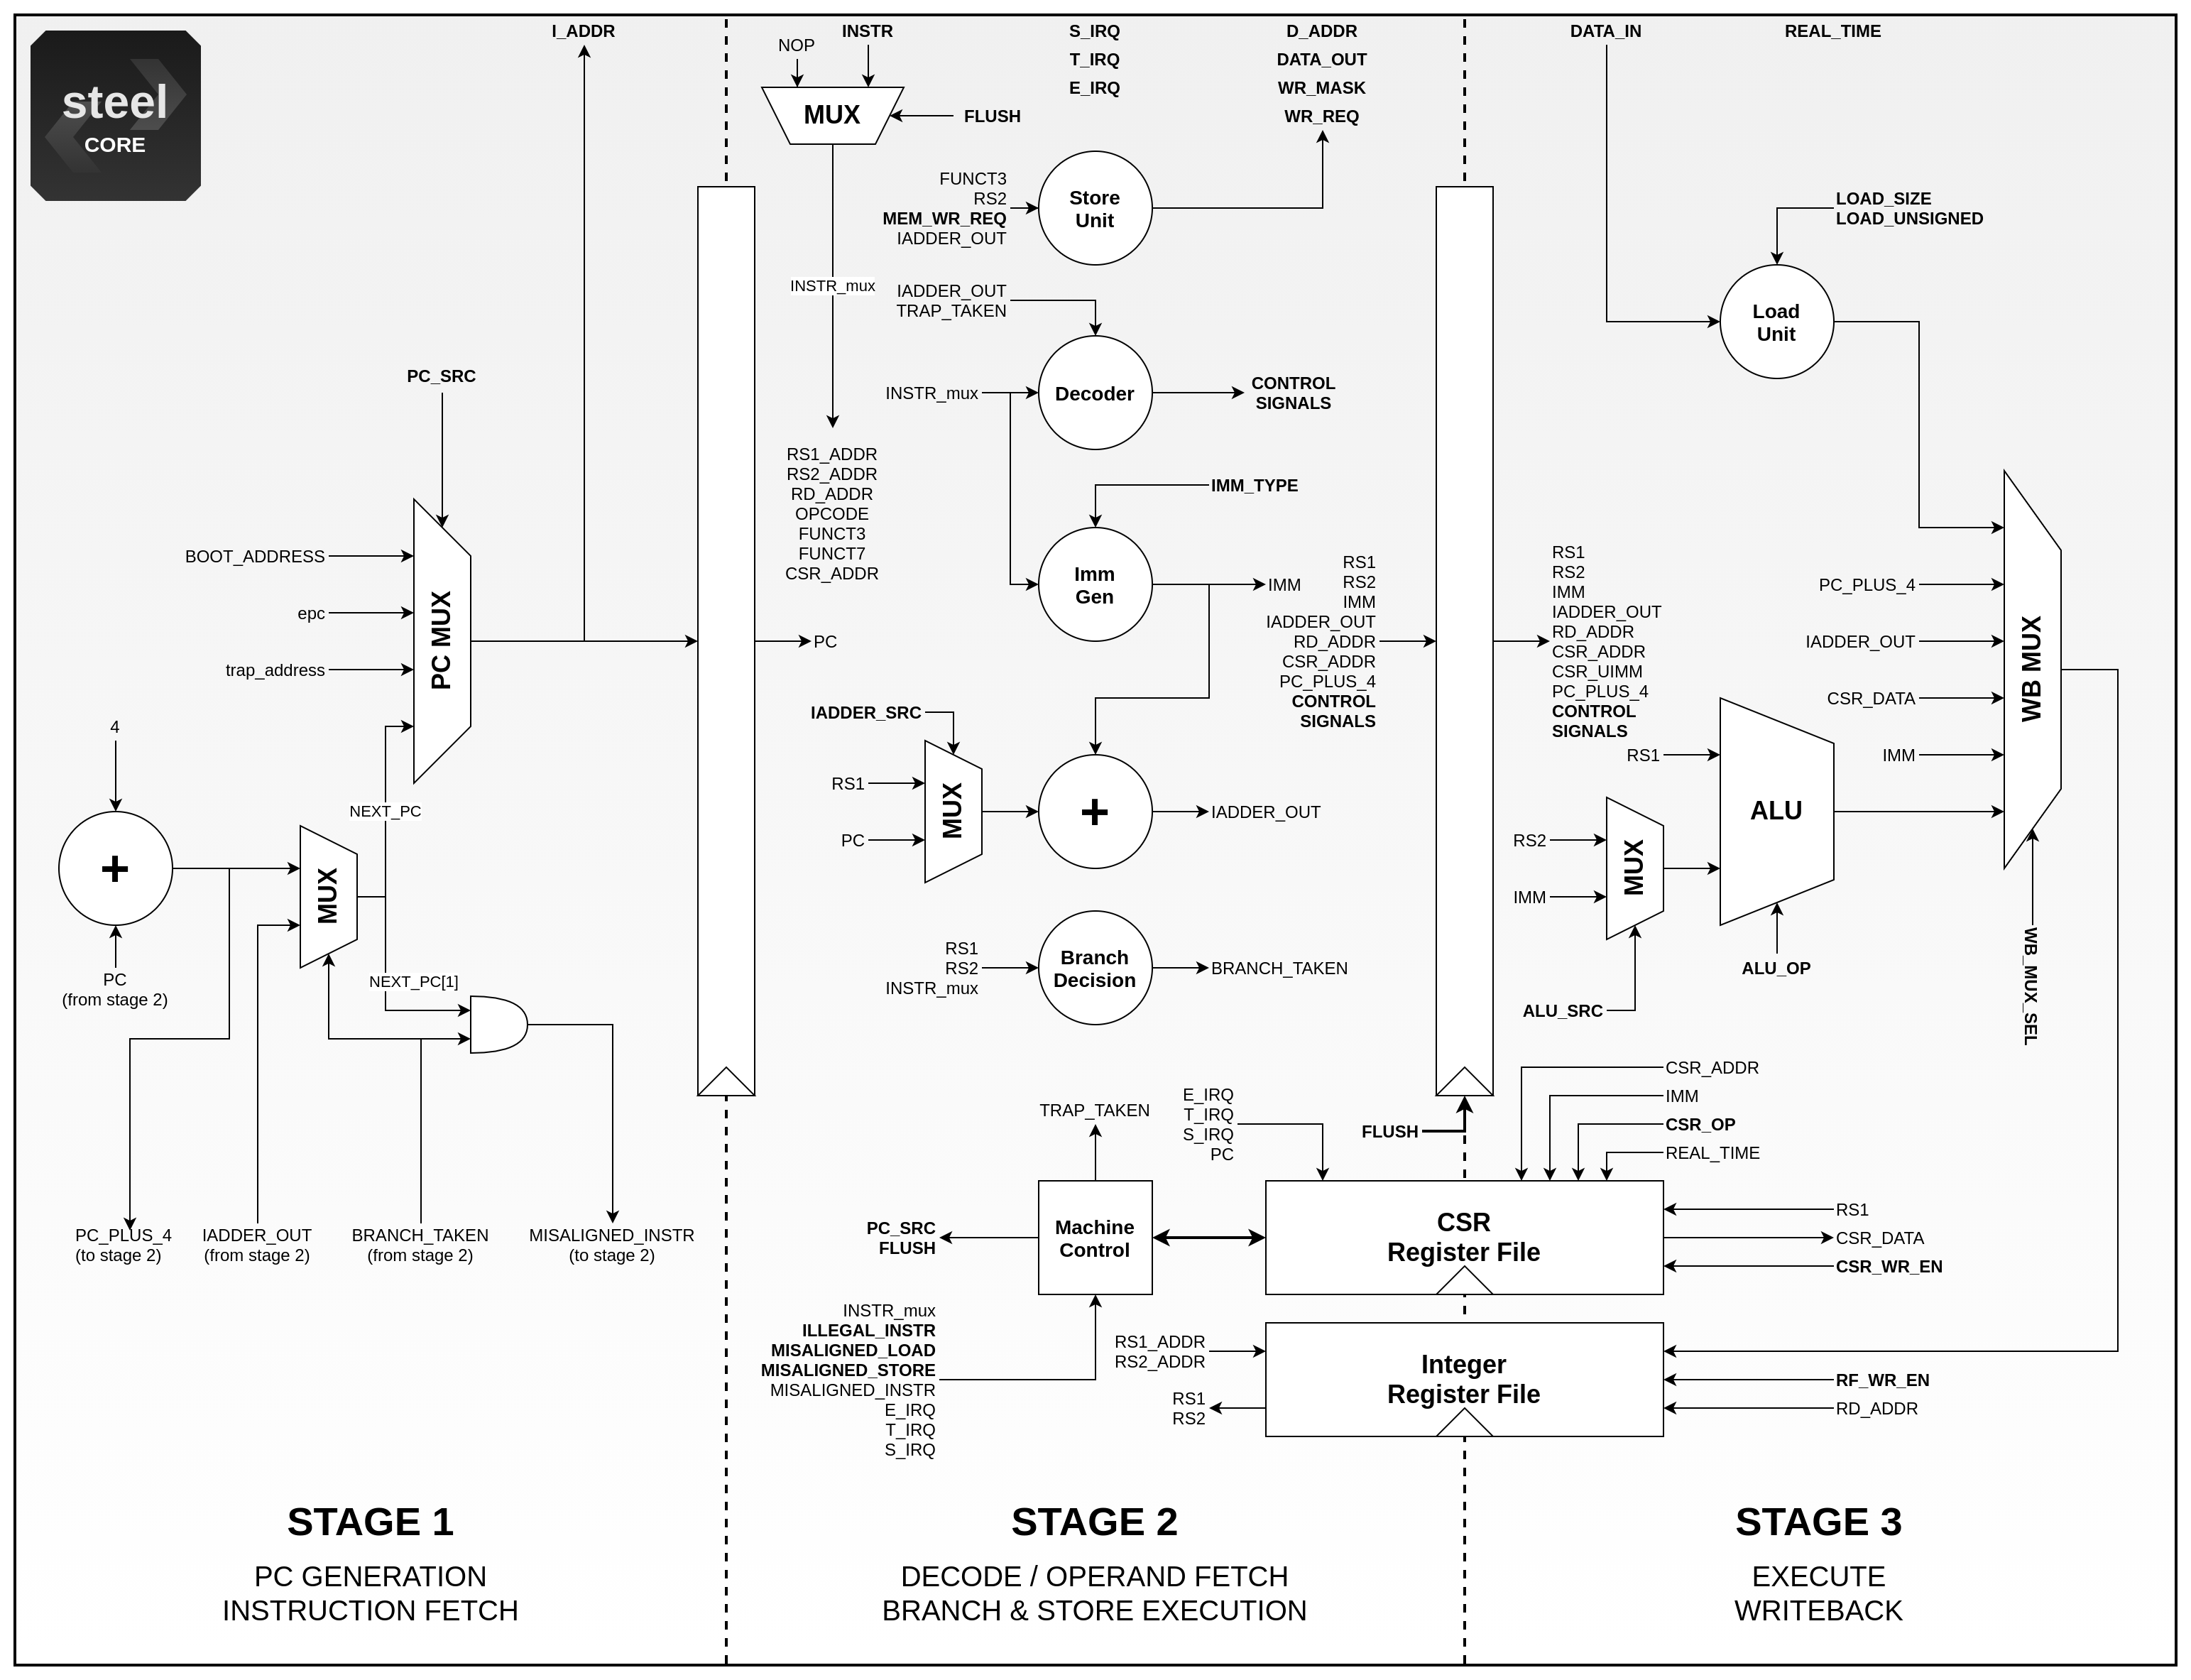 steel
CORE
I_ADDR
PC_SRC
BOOT_ADDRESS
epc
trap_address
PC MUX
4
NEXT_PC
+
MUX
PC
(from stage 2)
NEXT_PC[1]
PC_PLUS_4
(to stage 2)
IADDER_OUT
(from stage 2)
BRANCH_TAKEN
(from stage 2)
MISALIGNED_INSTR
(to stage 2)
STAGE 1
PC GENERATION
INSTRUCTION FETCH
NOP
INSTR
MUX
FLUSH
S_IRQ
T_IRQ
E_IRQ
D_ADDR
DATA_OUT
WR_MASK
WR_REQ
FUNCT3
RS2
MEM_WR_REQ
IADDER_OUT
Store
Unit
INSTR_mux
IADDER_OUT
TRAP_TAKEN
INSTR_mux
Decoder
CONTROL
SIGNALS
RS1_ADDR
RS2_ADDR
RD_ADDR
OPCODE
FUNCT3
FUNCT7
CSR_ADDR
IMM_TYPE
Imm
Gen
IMM
PC
RS1
RS2
IMM
IADDER_OUT
RD_ADDR
CSR_ADDR
PC_PLUS_4
CONTROL
SIGNALS
IADDER_SRC
RS1
PC
MUX
+
IADDER_OUT
RS1
RS2
INSTR_mux
Branch
Decision
BRANCH_TAKEN
TRAP_TAKEN
E_IRQ
T_IRQ
S_IRQ
PC
FLUSH
PC_SRC
FLUSH
Machine
Control
CSR
Register File
INSTR_mux
ILLEGAL_INSTR
MISALIGNED_LOAD
MISALIGNED_STORE
MISALIGNED_INSTR
E_IRQ
T_IRQ
S_IRQ
RS1_ADDR
RS2_ADDR
RS1
RS2
Integer
Register File
STAGE 2
DECODE / OPERAND FETCH
BRANCH & STORE EXECUTION
DATA_IN
REAL_TIME
LOAD_SIZE
LOAD_UNSIGNED
Load
Unit
RS1
RS2
IMM
IADDER_OUT
RD_ADDR
CSR_ADDR
CSR_UIMM
PC_PLUS_4
CONTROL
SIGNALS
PC_PLUS_4
IADDER_OUT
CSR_DATA
IMM
WB MUX
RS1
ALU
RS2
IMM
MUX
ALU_SRC
ALU_OP
WB_MUX_SEL
CSR_ADDR
IMM
CSR_OP
REAL_TIME
RS1
CSR_DATA
CSR_WR_EN
RF_WR_EN
RD_ADDR
STAGE 3
EXECUTE
WRITEBACK